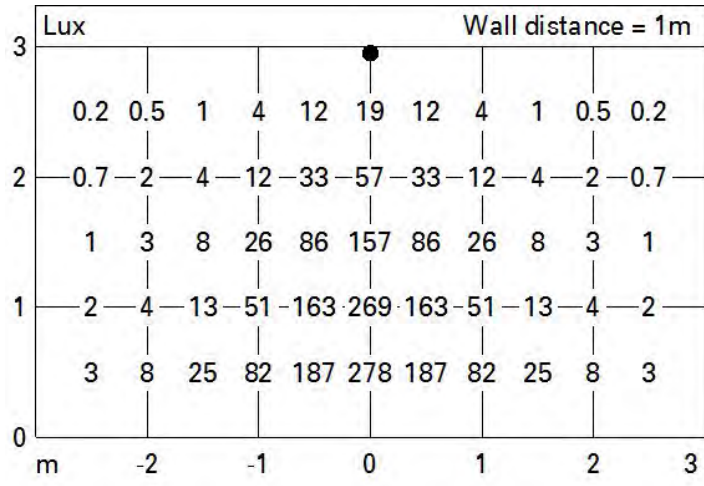 Lux Wall distance = 1m
3
0.2 0.5 1 4 12 19 12 4 1 0.5 0.2
2 0.7 2 4 12 33 57 33 12 4 2 0.7
1 3 8 26 86 157 86 26 8 3 1
1 2 4 13 51 163 269 163 51 13 4 2
3 8 25 82 187 278 187 82 25 8 3
0
m -2 -1 0 1 2 3